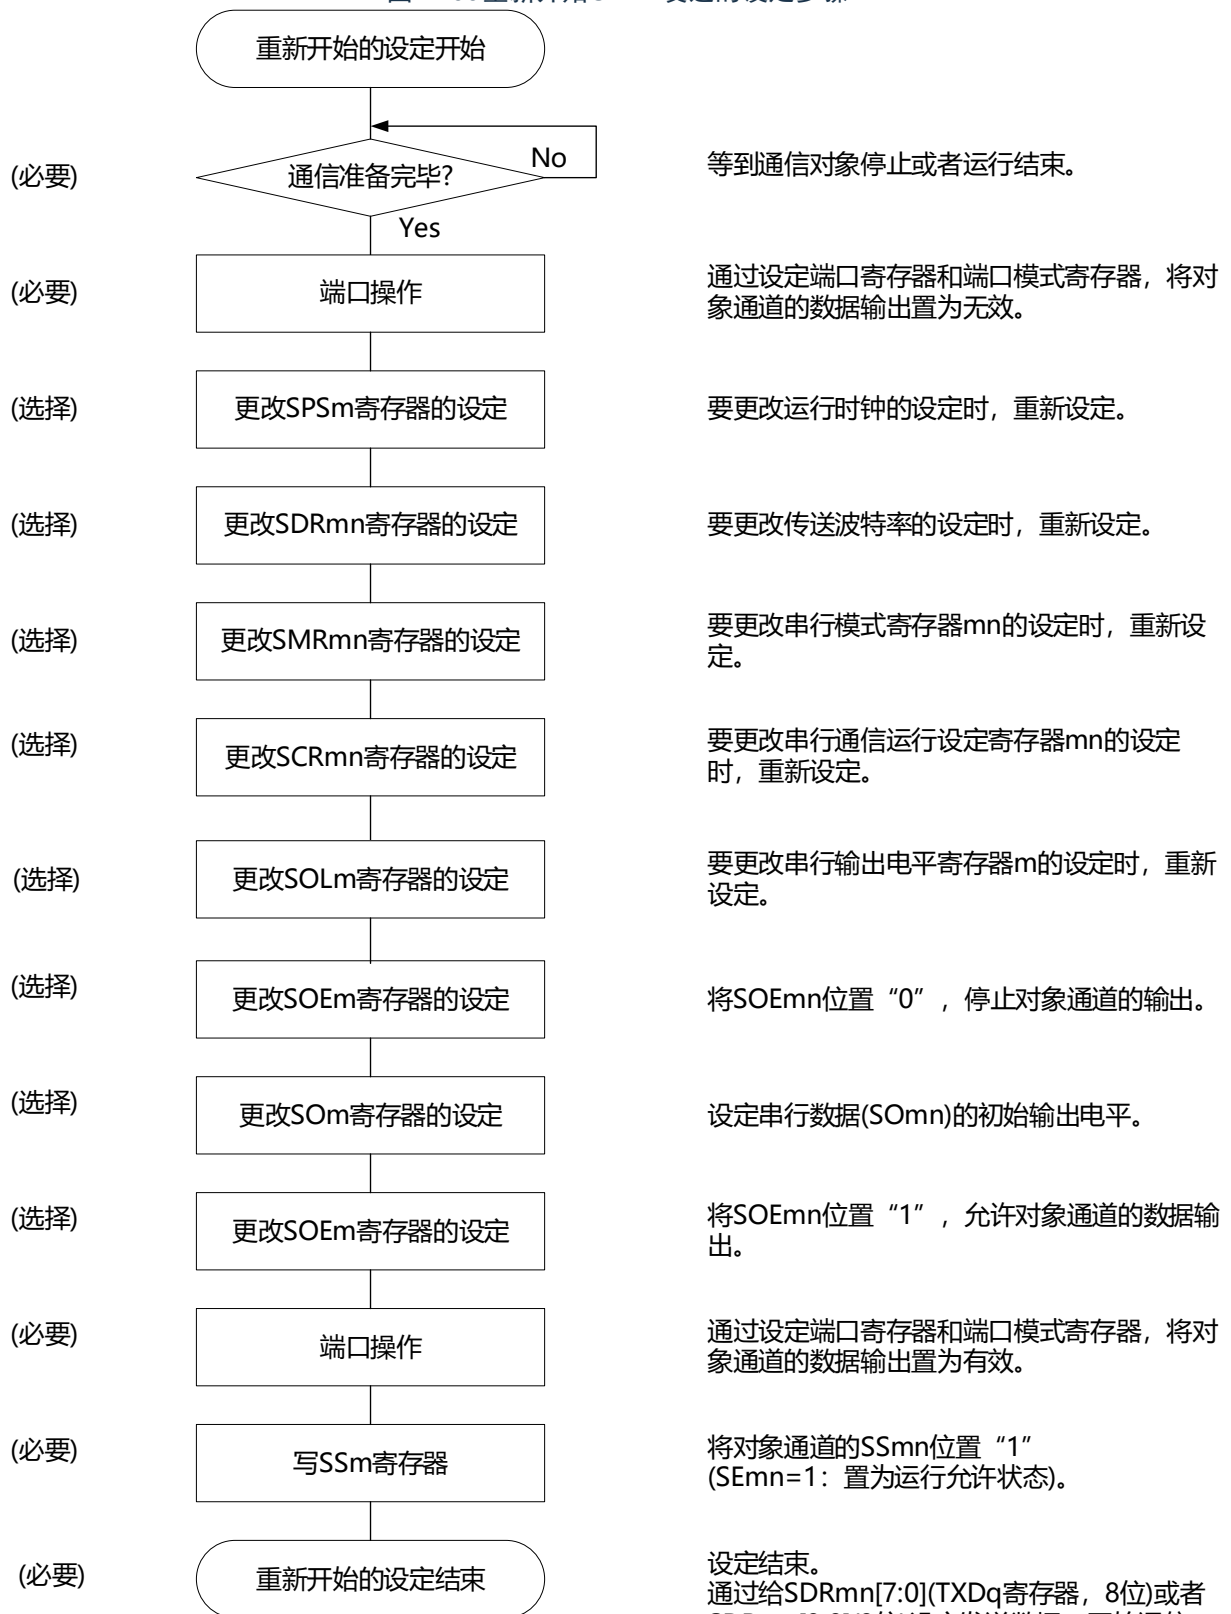 重新开始的设定开始
(必要)
通信准备完毕?
No
等到通信对象停止或者运行结束。
Yes
(必要)
端口操作
通过设定端口寄存器和端口模式寄存器，将对
象通道的数据输出置为无效。
(选择)
更改SPSm寄存器的设定
要更改运行时钟的设定时，重新设定。
(选择)
更改SDRmn寄存器的设定
要更改传送波特率的设定时，重新设定。
(选择)
更改SMRmn寄存器的设定
要更改串行模式寄存器mn的设定时，重新设
定。
(选择)
更改SCRmn寄存器的设定
要更改串行通信运行设定寄存器mn的设定
时，重新设定。
(选择)
更改SOLm寄存器的设定
要更改串行输出电平寄存器m的设定时，重新
设定。
(选择)
更改SOEm寄存器的设定
将SOEmn位置“0”，停止对象通道的输出。
(选择)
更改SOm寄存器的设定
设定串行数据(SOmn)的初始输出电平。
(选择)
更改SOEm寄存器的设定
将SOEmn位置“1”，允许对象通道的数据输
出。
(必要)
端口操作
通过设定端口寄存器和端口模式寄存器，将对
象通道的数据输出置为有效。
(必要)
写SSm寄存器
将对象通道的SSmn位置“1”
(SEmn=1：置为运行允许状态)。
(必要)
重新开始的设定结束
设定结束。
通过给SDRmn[7:0](TXDq寄存器，8位)或者